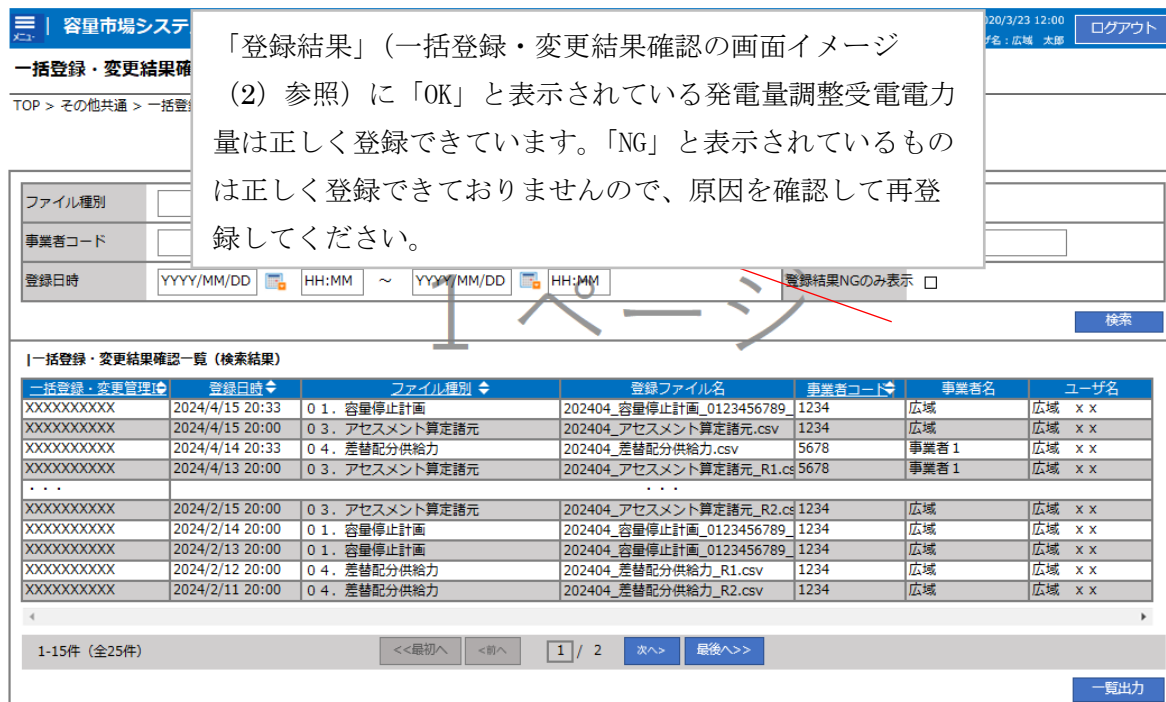 メニュー
容量市場システ
020/3/23 12:00
ザ名：広域 太郎
ログアウト
一括登録・変更結果確
TOP > その他共通 > 一括登
「登録結果」(一括登録・変更結果確認の画面イメージ
（2）参照）に「OK」と表示されている発電量調整受電電力
量は正しく登録できています。「NG」と表示されているもの
は正しく登録できておりませんので、原因を確認して再登
録してください。
ファイル種別
事業者コード
登録日時 YYYY/MM/DD HH:MM ～ YYYY/MM/DD HH:MM 登録結果NGのみ表示
1 ページ
検索
|一括登録・変更結果確認一覧（検索結果）
一括登録・変更管理ID 登録日時 ファイル種別 登録ファイル名 事業者コード 事業者名 ユーザ名
XXXXXXXXXX 2024/4/15 20:33 ０１．容量停止計画 202404_容量停止計画_0123456789_ 1234 広域 広域 ｘｘ
XXXXXXXXXX 2024/4/15 20:00 ０３．アセスメント算定諸元 202404_アセスメント算定諸元.csv 1234 広域 広域 ｘｘ
XXXXXXXXXX 2024/4/14 20:33 ０４．差替配分供給力 202404_差替配分供給力.csv 5678 事業者１ 広域 ｘｘ
XXXXXXXXXX 2024/4/13 20:00 ０３．アセスメント算定諸元 202404_アセスメント算定諸元_R1.cs 5678 事業者１ 広域 ｘｘ
・・・ ・・・
XXXXXXXXXX 2024/2/15 20:00 ０３．アセスメント算定諸元 202404_アセスメント算定諸元_R2.cs 1234 広域 広域 ｘｘ
XXXXXXXXXX 2024/2/14 20:00 ０１．容量停止計画 202404_容量停止計画_0123456789_ 1234 広域 広域 ｘｘ
XXXXXXXXXX 2024/2/13 20:00 ０１．容量停止計画 202404_容量停止計画_0123456789_ 1234 広域 広域 ｘｘ
XXXXXXXXXX 2024/2/12 20:00 ０４．差替配分供給力 202404_差替配分供給力_R1.csv 1234 広域 広域 ｘｘ
XXXXXXXXXX 2024/2/11 20:00 ０４．差替配分供給力 202404_差替配分供給力_R2.csv 1234 広域 広域 ｘｘ
1-15件（全25件） <<最初へ <前へ 1 / 2 次へ> 最後へ>>
一覧出力